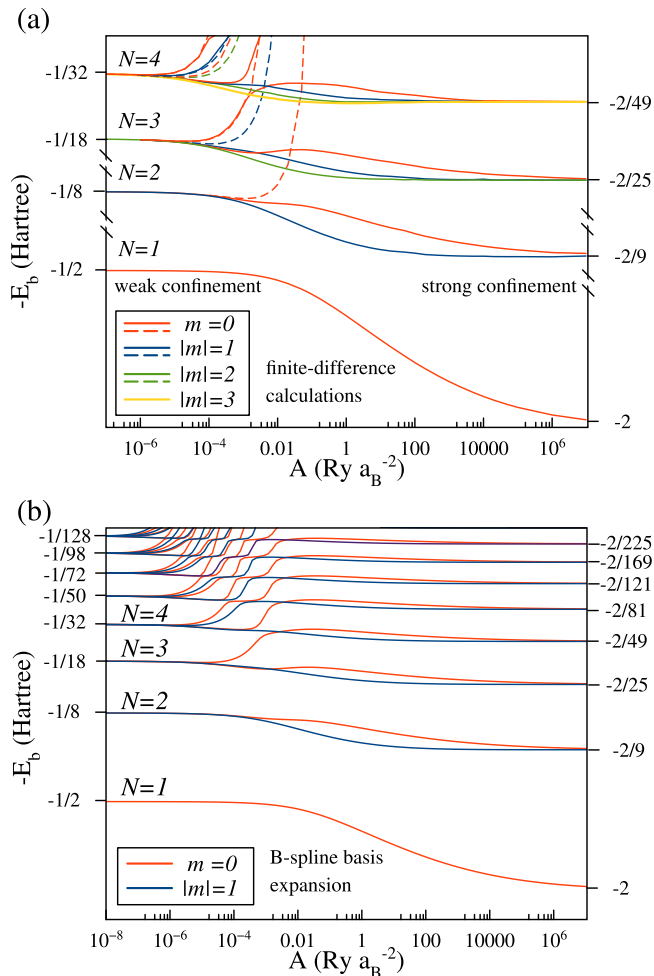 (a)
-E_b (Hartree)
-1/32
-1/18
-1/8
-1/2
N=4
N=3
N=2
N=1
-2/49
-2/25
-2/9
-2
weak confinement
strong confinement
m=0
|m|=1
|m|=2
|m|=3
finite-difference
calculations
10^-6 10^-4 0.01 1 100 10000 10^6
A (Ry a_B^-2)
(b)
-E_b (Hartree)
-1/128
-1/98
-1/72
-1/50
-1/32
-1/18
-1/8
-1/2
N=4
N=3
N=2
N=1
-2/225
-2/169
-2/121
-2/81
-2/49
-2/25
-2/9
-2
m=0
|m|=1
B-spline basis
expansion
10^-8 10^-6 10^-4 0.01 1 100 10000 10^6
A (Ry a_B^-2)